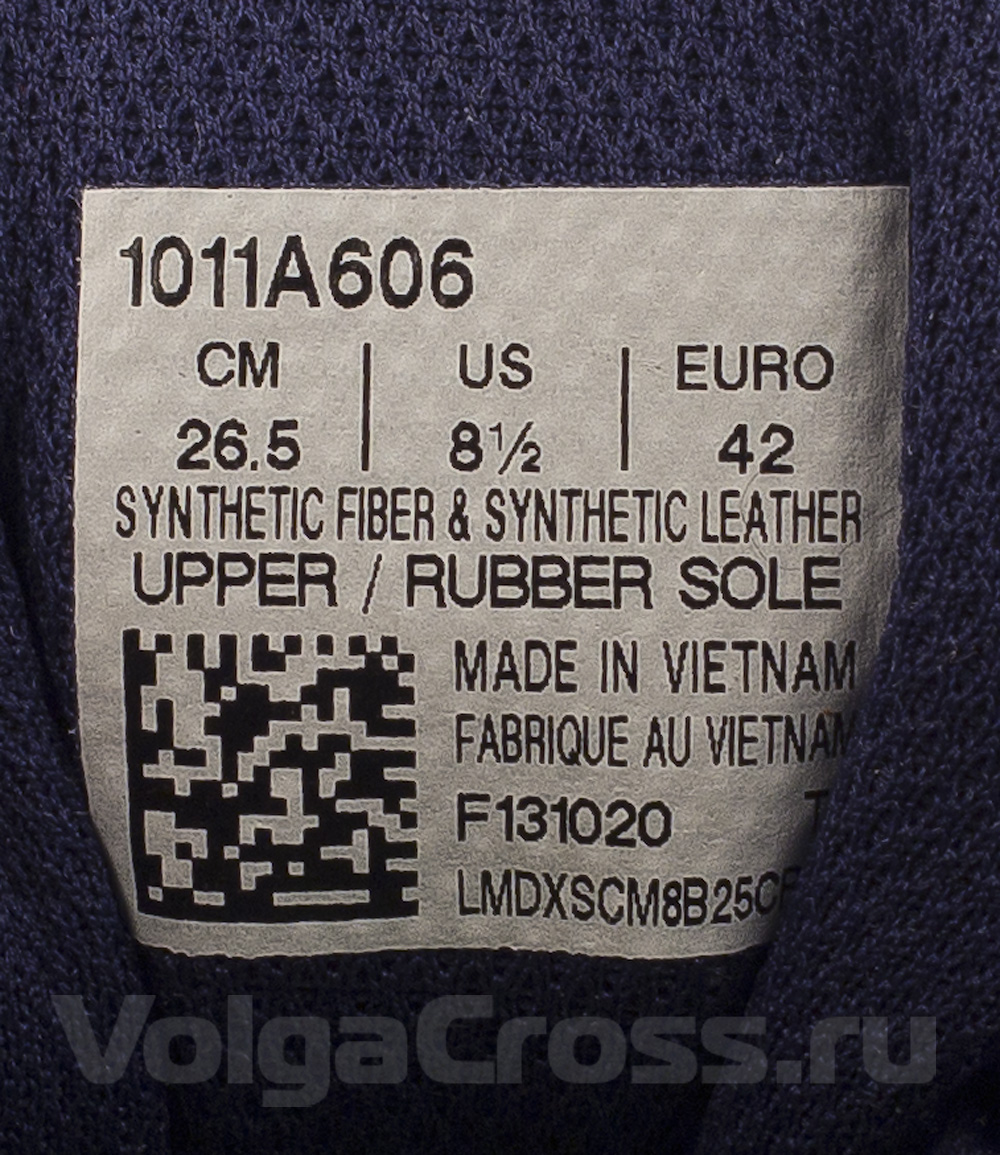 1011A606
CM | US | EURO
26.5 | 8½ | 42
SYNTHETIC FIBER & SYNTHETIC LEATHER
UPPER / RUBBER SOLE
MADE IN VIETNAM
FABRIQUE AU VIETNAM
F131020
VolgaCross.ru